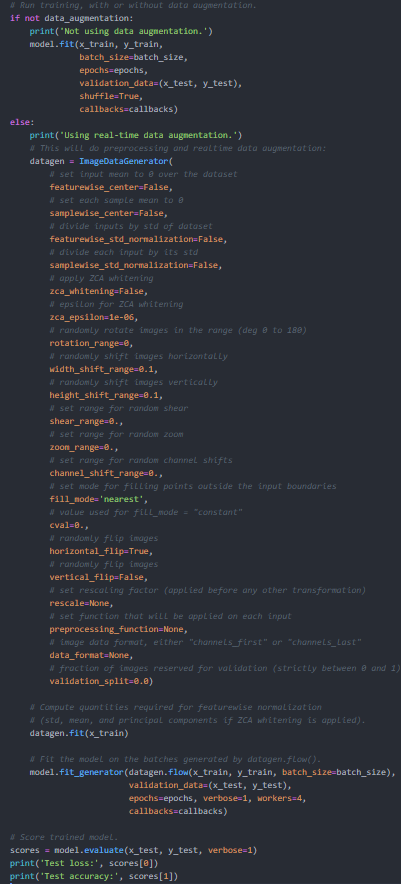 # Run training, with or without data augmentation.
if not data_augmentation:
    print('Not using data augmentation.')
    model.fit(x_train, y_train,
              batch_size=batch_size,
              epochs=epochs,
              validation_data=(x_test, y_test),
              shuffle=True,
              callbacks=callbacks)
else:
    print('Using real-time data augmentation.')
    # This will do preprocessing and realtime data augmentation:
    datagen = ImageDataGenerator(
        # set input mean to 0 over the dataset
        featurewise_center=False,
        # set each sample mean to 0
        samplewise_center=False,
        # divide inputs by std of dataset
        featurewise_std_normalization=False,
        # divide each input by its std
        samplewise_std_normalization=False,
        # apply ZCA whitening
        zca_whitening=False,
        # epsilon for ZCA whitening
        zca_epsilon=1e-06,
        # randomly rotate images in the range (deg 0 to 180)
        rotation_range=0,
        # randomly shift images horizontally
        width_shift_range=0.1,
        # randomly shift images vertically
        height_shift_range=0.1,
        # set range for random shear
        shear_range=0.,
        # set range for random zoom
        zoom_range=0.,
        # set range for random channel shifts
        channel_shift_range=0.,
        # set mode for filling points outside the input boundaries
        fill_mode='nearest',
        # value used for fill_mode = "constant"
        cval=0.,
        # randomly flip images
        horizontal_flip=True,
        # randomly flip images
        vertical_flip=False,
        # set rescaling factor (applied before any other transformation)
        rescale=None,
        # set function that will be applied on each input
        preprocessing_function=None,
        # image data format, either "channels_first" or "channels_last"
        data_format=None,
        # fraction of images reserved for validation (strictly between 0 and 1)
        validation_split=0.0)

    # Compute quantities required for featurewise normalization
    # (std, mean, and principal components if ZCA whitening is applied).
    datagen.fit(x_train)

    # Fit the model on the batches generated by datagen.flow().
    model.fit_generator(datagen.flow(x_train, y_train, batch_size=batch_size),
                        validation_data=(x_test, y_test),
                        epochs=epochs, verbose=1, workers=4,
                        callbacks=callbacks)

# Score trained model.
scores = model.evaluate(x_test, y_test, verbose=1)
print('Test loss:', scores[0])
print('Test accuracy:', scores[1])